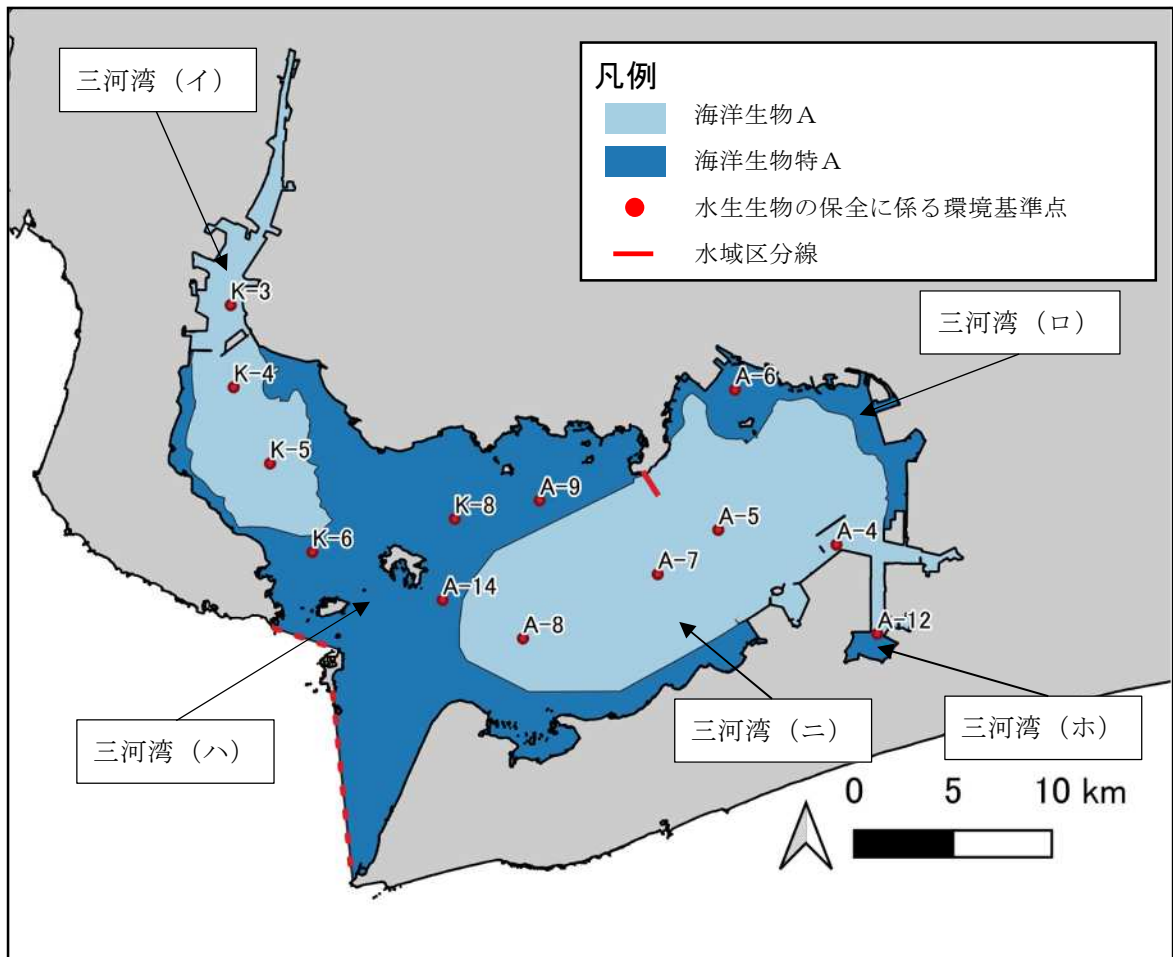 三河湾（イ）
凡例
海洋生物Ａ
海洋生物特Ａ
水生生物の保全に係る環境基準点
水域区分線
K-3
三河湾（ロ）
K-4
A-6
K-5
A-9
K-8
A-5
A-4
K-6
A-7
A-14
A-8
A-12
三河湾（ハ）
三河湾（ニ）
三河湾（ホ）
0 5 10 km